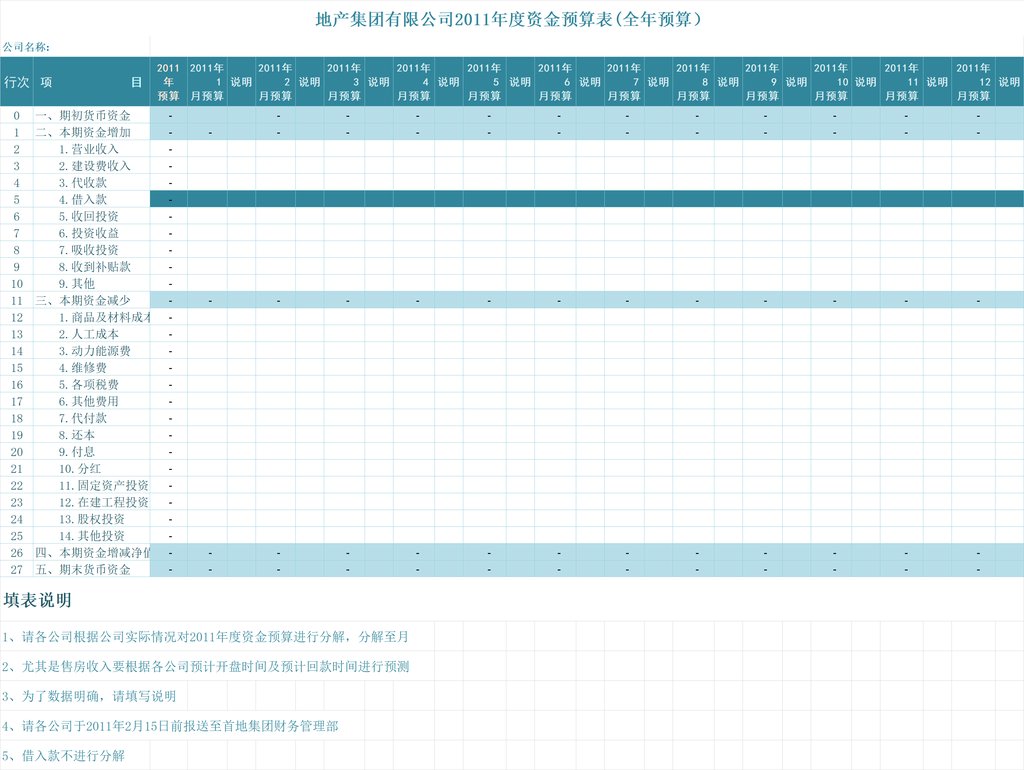 地产集团有限公司2011年度资金预算表(全年预算）
公司名称:
行次 项 目 2011年预算 2011年1月预算 说明 2011年2月预算 说明 2011年3月预算 说明 2011年4月预算 说明 2011年5月预算 说明 2011年6月预算 说明 2011年7月预算 说明 2011年8月预算 说明 2011年9月预算 说明 2011年10月预算 说明 2011年11月预算 说明 2011年12月预算 说明
0 一、期初货币资金 - - - - - - - - - - - -
1 二、本期资金增加 - - - - - - - - - - - - -
2 1.营业收入 -
3 2.建设费收入 -
4 3.代收款 -
5 4.借入款 -
6 5.收回投资 -
7 6.投资收益 -
8 7.吸收投资 -
9 8.收到补贴款 -
10 9.其他 -
11 三、本期资金减少 - - - - - - - - - - - - -
12 1.商品及材料成本 -
13 2.人工成本 -
14 3.动力能源费 -
15 4.维修费 -
16 5.各项税费 -
17 6.其他费用 -
18 7.代付款 -
19 8.还本 -
20 9.付息 -
21 10.分红 -
22 11.固定资产投资 -
23 12.在建工程投资 -
24 13.股权投资 -
25 14.其他投资 -
26 四、本期资金增减净值 - - - - - - - - - - - - -
27 五、期末货币资金 - - - - - - - - - - - - -
填表说明
1、请各公司根据公司实际情况对2011年度资金预算进行分解，分解至月
2、尤其是售房收入要根据各公司预计开盘时间及预计回款时间进行预测
3、为了数据明确，请填写说明
4、请各公司于2011年2月15日前报送至首地集团财务管理部
5、借入款不进行分解